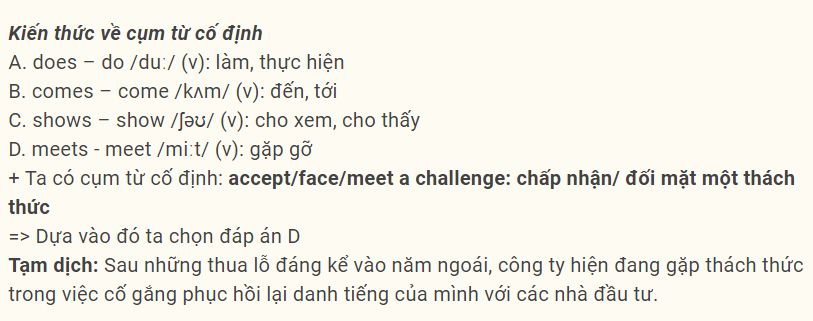 Kiến thức về cụm từ cố định
A. does – do /duː/ (v): làm, thực hiện
B. comes – come /kʌm/ (v): đến, tới
C. shows – show /ʃəʊ/ (v): cho xem, cho thấy
D. meets - meet /miːt/ (v): gặp gỡ
+ Ta có cụm từ cố định: accept/face/meet a challenge: chấp nhận/ đối mặt một thách
thức
=> Dựa vào đó ta chọn đáp án D
Tạm dịch: Sau những thua lỗ đáng kể vào năm ngoái, công ty hiện đang gặp thách thức
trong việc cố gắng phục hồi lại danh tiếng của mình với các nhà đầu tư.